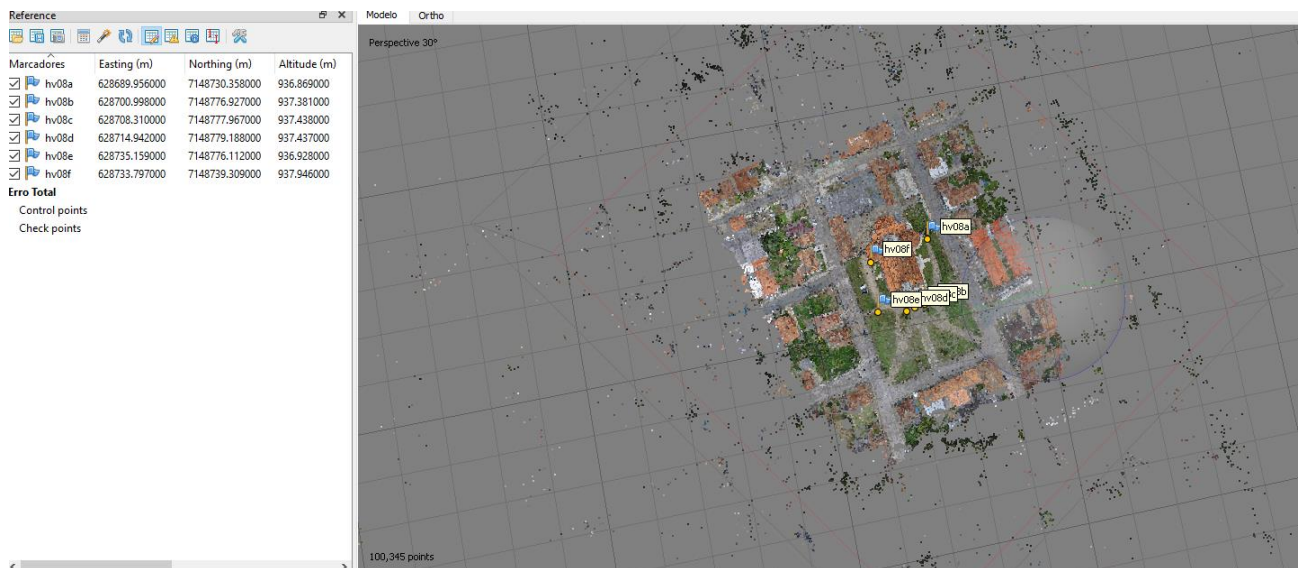 Reference
Marcadores Easting (m) Northing (m) Altitude (m)
hv08a 628689.956000 7148730.358000 936.869000
hv08b 628700.998000 7148776.927000 937.381000
hv08c 628708.310000 7148777.967000 937.438000
hv08d 628714.942000 7148779.188000 937.437000
hv08e 628735.159000 7148776.112000 936.928000
hv08f 628733.797000 7148739.309000 937.946000
Erro Total
Control points
Check points
Modelo Ortho
Perspective 30°
hv08a
hv08f
hv08e hv08d c 8b
100,345 points